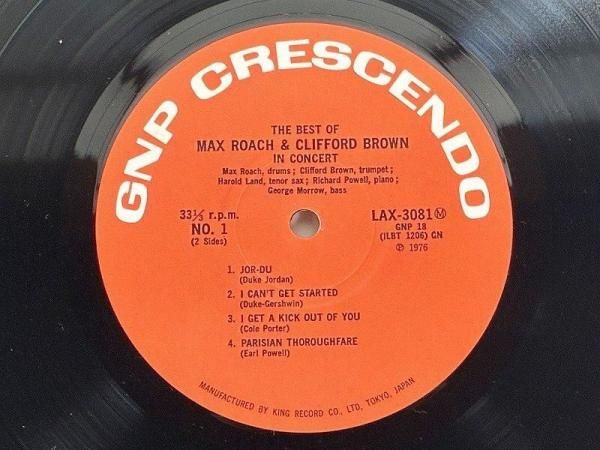 GNP CRESCENDO
THE BEST OF
MAX ROACH & CLIFFORD BROWN
IN CONCERT
Max Roach, drums; Clifford Brown, trumpet;
Harold Land, tenor sax; Richard Powell, piano;
George Morrow, bass
33⅓ r.p.m.
NO. 1
(2 Sides)
LAX-3081 Ⓜ
GNP 18
(ILBT 1206) GN
℗ 1976
1. JOR-DU
(Duke Jordan)
2. I CAN'T GET STARTED
(Duke-Gershwin)
3. I GET A KICK OUT OF YOU
(Cole Porter)
4. PARISIAN THOROUGHFARE
(Earl Powell)
MANUFACTURED BY KING RECORD CO., LTD, TOKYO, JAPAN